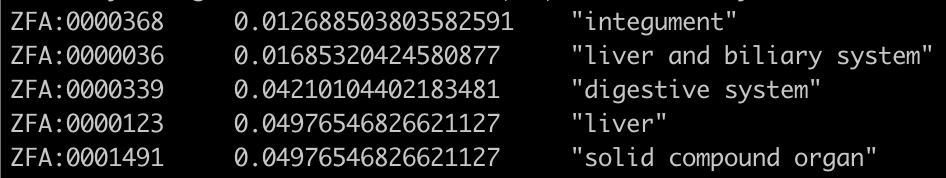 ZFA:0000368 0.012688503803582591 "integument"
ZFA:0000036 0.01685320424580877 "liver and biliary system"
ZFA:0000339 0.04210104402183481 "digestive system"
ZFA:0000123 0.04976546826621127 "liver"
ZFA:0001491 0.04976546826621127 "solid compound organ"